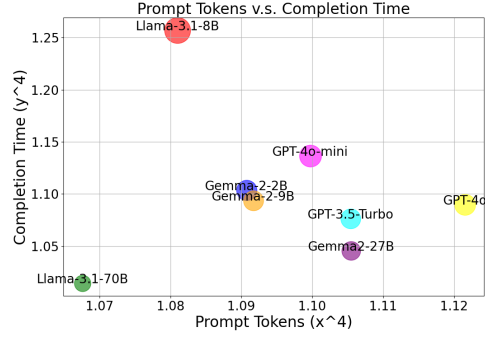 Prompt Tokens v.s. Completion Time
Llama-3.1-8B
1.25
1.20
1.15
GPT-4o-mini
Gemma-2-2B
Gemma-2-9B
1.10
GPT-4o
GPT-3.5-Turbo
1.05
Gemma2-27B
Llama-3.1-70B
Completion Time (y^4)
1.07 1.08 1.09 1.10 1.11 1.12
Prompt Tokens (x^4)